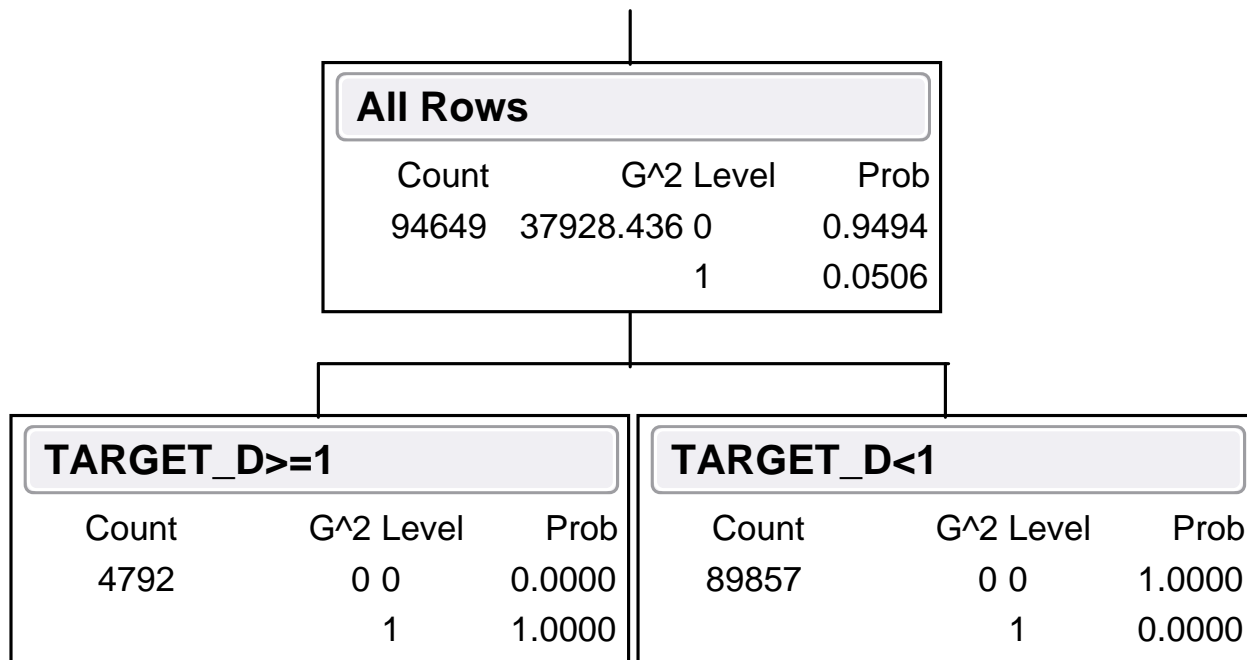 All Rows
Count G^2 Level Prob
94649 37928.436 0 0.9494
1 0.0506
TARGET_D>=1
Count G^2 Level Prob
4792 0 0 0.0000
1 1.0000
TARGET_D<1
Count G^2 Level Prob
89857 0 0 1.0000
1 0.0000